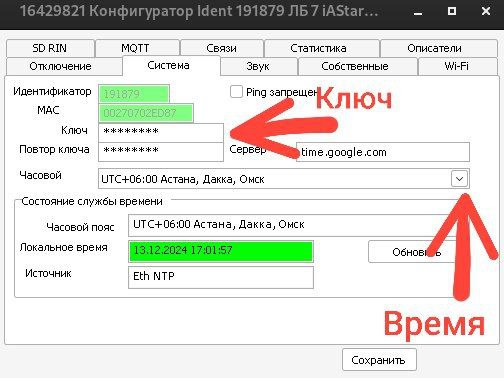 16429821 Конфигуратор Ident 191879 ЛБ 7 iAStar...
SD RIN MQTT Связи Статистика Описатели
Отключение Система Звук Собственные Wi-Fi
Идентификатор 191879 Ping запрещен
MAC 00270702ED87
Ключ
Ключ ********
Повтор ключа ******** Сервер time.google.com
Часовой UTC+06:00 Астана, Дакка, Омск
Состояние службы времени
Часовой пояс UTC+06:00 Астана, Дакка, Омск
Локальное время 13.12.2024 17:01:57 Обновить
Источник Eth NTP
Время
Сохранить